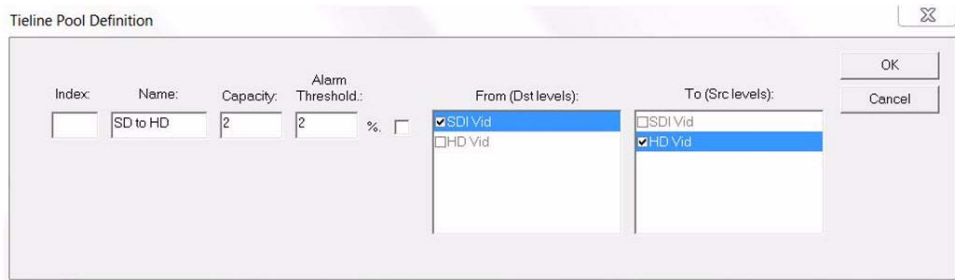 Tieline Pool Definition
OK
Cancel
Index:
Name:
Capacity:
Alarm
Threshold.:
From (Dst levels):
To (Src levels):
SD to HD
2
2
%.
SDI Vid
HD Vid
SDI Vid
HD Vid